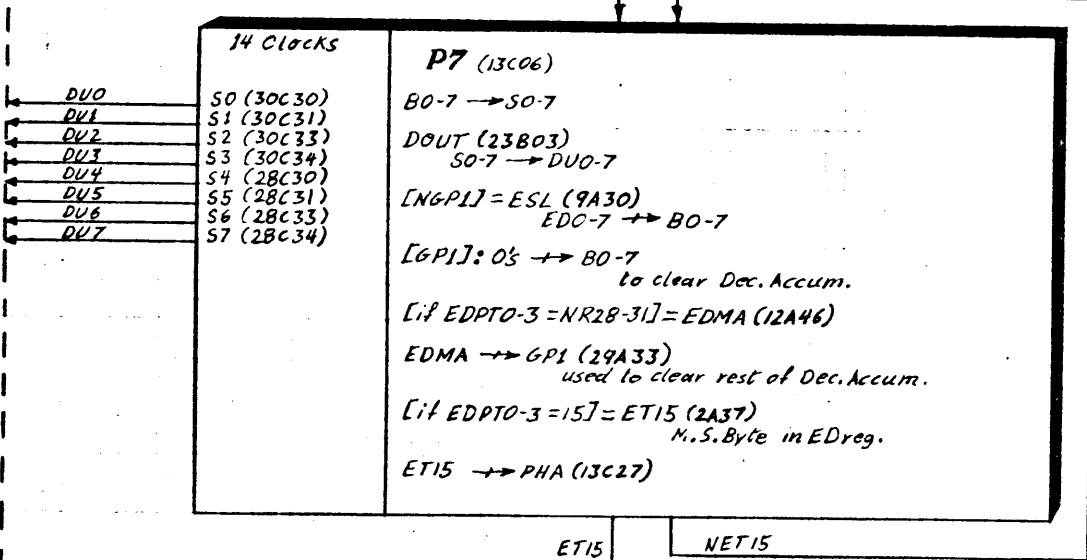 14 Clocks
P7 (13C06)
DU0 S0 (30C30)
DU1 S1 (30C31)
DU2 S2 (30C33)
DU3 S3 (30C34)
DU4 S4 (28C30)
DU5 S5 (28C31)
DU6 S6 (28C33)
DU7 S7 (28C34)
B0-7 → S0-7
DOUT (23B03)
S0-7 → DU0-7
[NGP1] = ESL (9A30)
ED0-7 ↛ B0-7
[GP1]: 0's ↛ B0-7
to clear Dec. Accum.
[if EDPT0-3 = NR28-31] = EDMA (12A46)
EDMA ↛ GP1 (29A33)
used to clear rest of Dec. Accum.
[if EDPT0-3 = 15] = ET15 (2A37)
M.S. Byte in EDreg.
ET15 ↛ PHA (13C27)
ET15 NET15